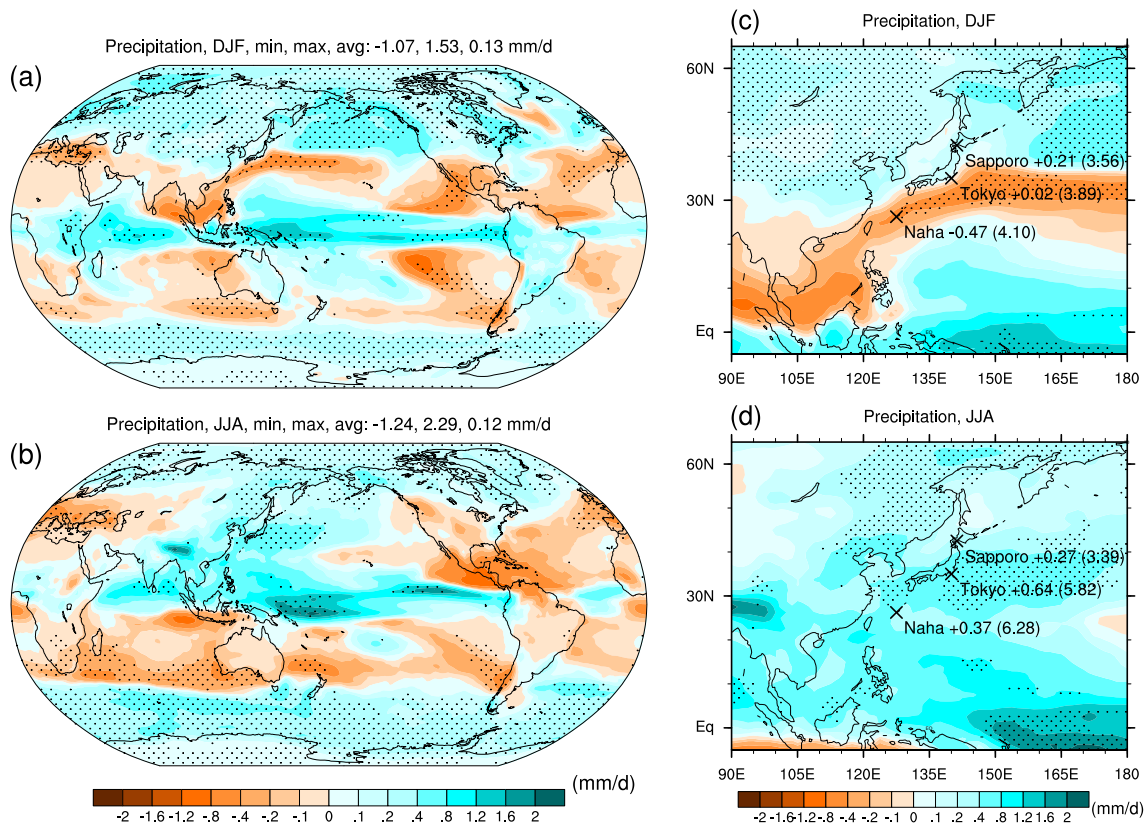 Precipitation, DJF, min, max, avg: -1.07, 1.53, 0.13 mm/d
(a)
Precipitation, JJA, min, max, avg: -1.24, 2.29, 0.12 mm/d
(b)
(mm/d)
-2 -1.6 -1.2 -.8 -.4 -.2 -.1 0 .1 .2 .4 .8 1.2 1.6 2
(c)
Precipitation, DJF
60N
30N
Eq
Sapporo +0.21 (3.56)
Tokyo +0.02 (3.89)
Naha -0.47 (4.10)
90E 105E 120E 135E 150E 165E 180
(d)
Precipitation, JJA
60N
30N
Eq
Sapporo +0.27 (3.39)
Tokyo +0.64 (5.82)
Naha +0.37 (6.28)
90E 105E 120E 135E 150E 165E 180
-2 -1.6 -1.2 -.8 -.4 -.2 -.1 0 .1 .2 .4 .8 1.2 1.6 2 (mm/d)